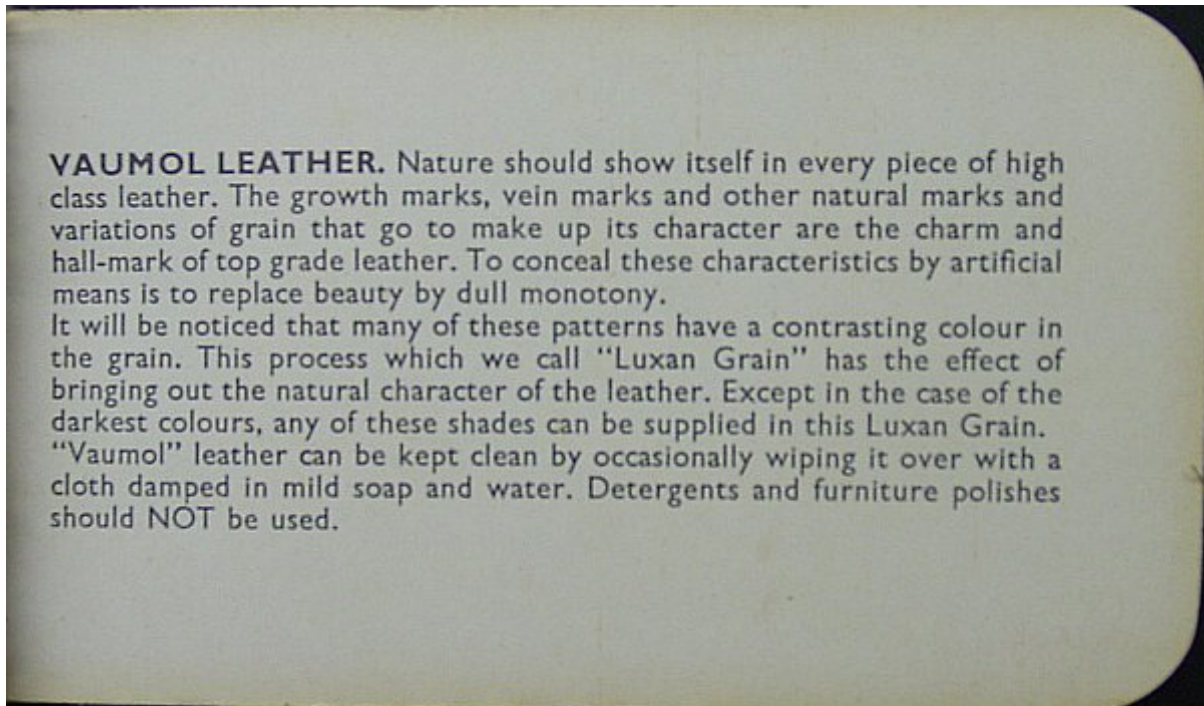 VAUMOL LEATHER. Nature should show itself in every piece of high
class leather. The growth marks, vein marks and other natural marks and
variations of grain that go to make up its character are the charm and
hall-mark of top grade leather. To conceal these characteristics by artificial
means is to replace beauty by dull monotony.
It will be noticed that many of these patterns have a contrasting colour in
the grain. This process which we call “Luxan Grain” has the effect of
bringing out the natural character of the leather. Except in the case of the
darkest colours, any of these shades can be supplied in this Luxan Grain.
“Vaumol” leather can be kept clean by occasionally wiping it over with a
cloth damped in mild soap and water. Detergents and furniture polishes
should NOT be used.